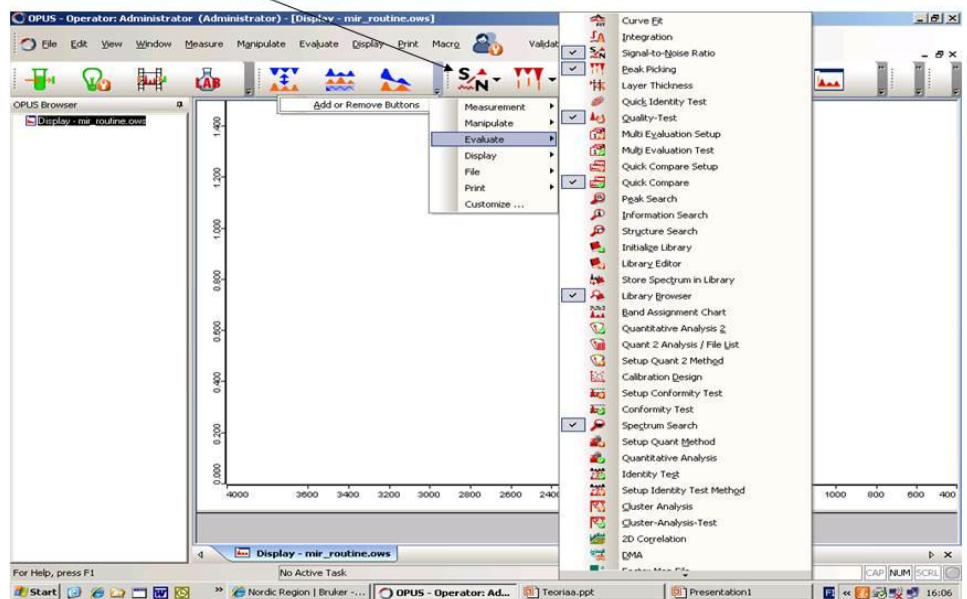 OPUS - Operator: Administrator (Administrator) - [Display - mir_routine.ows]
File Edit View Window Measure Manipulate Evaluate Display Print Macro Validat
LAB
S/N
OPUS Browser
Display - mir_routine.ows
Add or Remove Buttons
Measurement
Manipulate
Evaluate
Display
File
Print
Customize ...
Curve Fit
Integration
Signal-to-Noise Ratio
Peak Picking
Layer Thickness
Quick Identity Test
Quality-Test
Multi Evaluation Setup
Multi Evaluation Test
Quick Compare Setup
Quick Compare
Peak Search
Information Search
Structure Search
Initialize Library
Library Editor
Store Spectrum in Library
Library Browser
Band Assignment Chart
Quantitative Analysis 2
Quant 2 Analysis / File List
Setup Quant 2 Method
Calibration Design
Setup Conformity Test
Conformity Test
Spectrum Search
Setup Quant Method
Quantitative Analysis
Identity Test
Setup Identity Test Method
Cluster Analysis
Cluster-Analysis-Test
2D Correlation
DMA
1.400
1.200
1.000
0.800
0.600
0.400
0.200
0.000
4000 3600 3400 3200 3000 2800 2600 2400 1000 800 600 400
Display - mir_routine.ows
For Help, press F1 No Active Task CAP NUM SCRL
Start Nordic Region | Bruker -... OPUS - Operator: Ad... Teoriaa.ppt Presentation1 FI 16:06